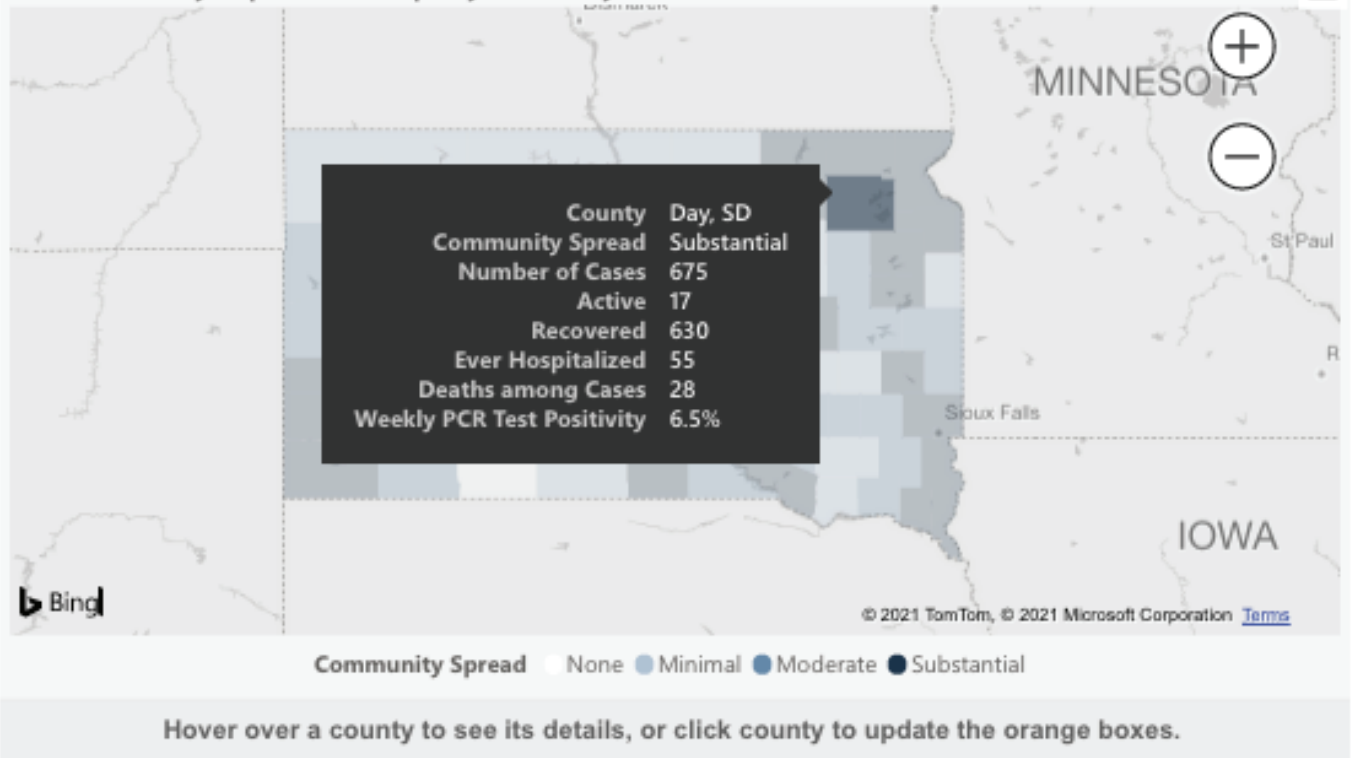 Bismarck
MINNESOTA
County Day, SD
Community Spread Substantial
Number of Cases 675
Active 17
Recovered 630
Ever Hospitalized 55
Deaths among Cases 28
Weekly PCR Test Positivity 6.5%
St Paul
R
Sioux Falls
IOWA
Bing
© 2021 TomTom, © 2021 Microsoft Corporation Terms
Community Spread None Minimal Moderate Substantial
Hover over a county to see its details, or click county to update the orange boxes.